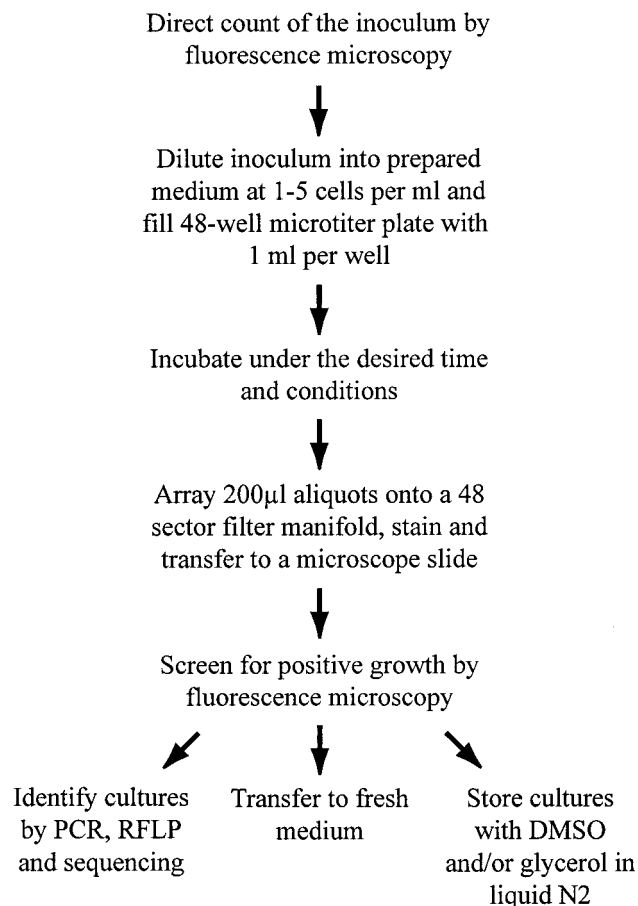 Direct count of the inoculum by
fluorescence microscopy
Dilute inoculum into prepared
medium at 1-5 cells per ml and
fill 48-well microtiter plate with
1 ml per well
Incubate under the desired time
and conditions
Array 200µl aliquots onto a 48
sector filter manifold, stain and
transfer to a microscope slide
Screen for positive growth by
fluorescence microscopy
Identify cultures
by PCR, RFLP
and sequencing
Transfer to fresh
medium
Store cultures
with DMSO
and/or glycerol in
liquid N2